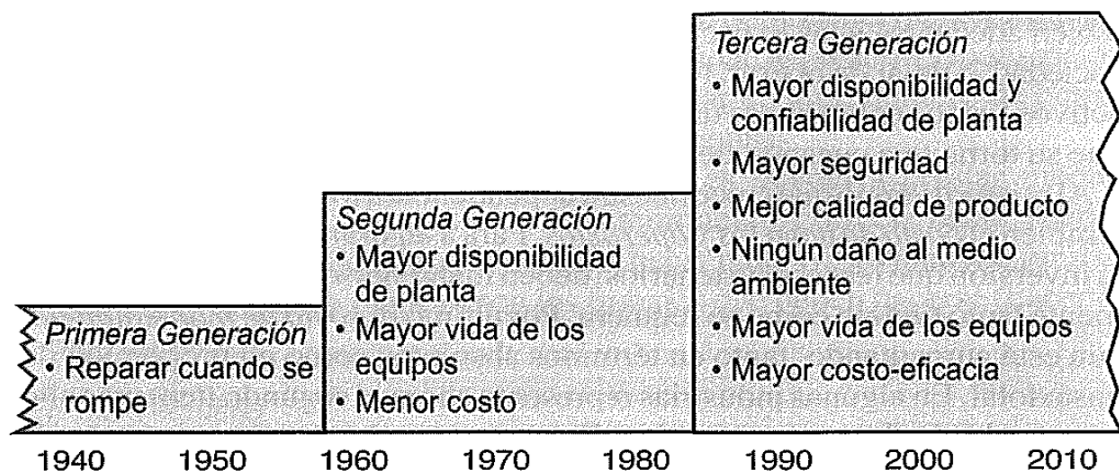 Primera Generación
• Reparar cuando se
rompe
Segunda Generación
• Mayor disponibilidad
de planta
• Mayor vida de los
equipos
• Menor costo
Tercera Generación
• Mayor disponibilidad y
confiabilidad de planta
• Mayor seguridad
• Mejor calidad de producto
• Ningún daño al medio
ambiente
• Mayor vida de los equipos
• Mayor costo-eficacia
1940 1950 1960 1970 1980 1990 2000 2010